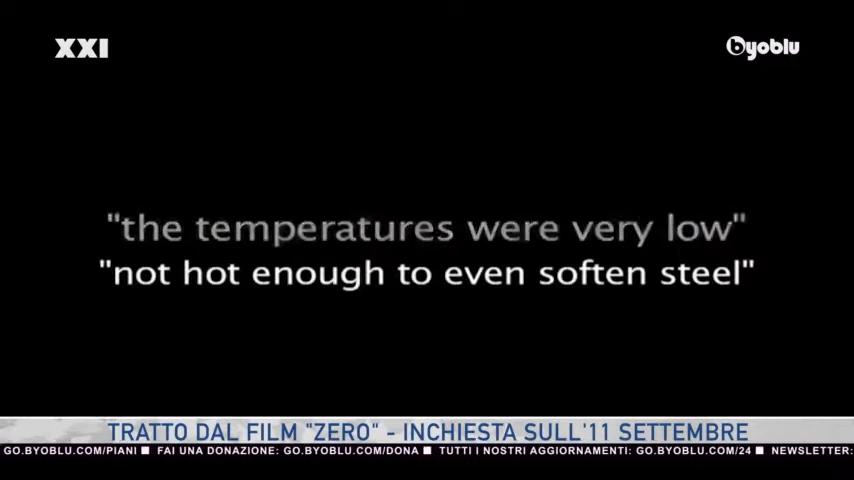 XXI
byoblu
"the temperatures were very low"
"not hot enough to even soften steel"
TRATTO DAL FILM "ZERO" - INCHIESTA SULL'11 SETTEMBRE
GO.BYOBLU.COM/PIANI ■ FAI UNA DONAZIONE: GO.BYOBLU.COM/DONA ■ TUTTI I NOSTRI AGGIORNAMENTI: GO.BYOBLU.COM/24 ■ NEWSLETTER: